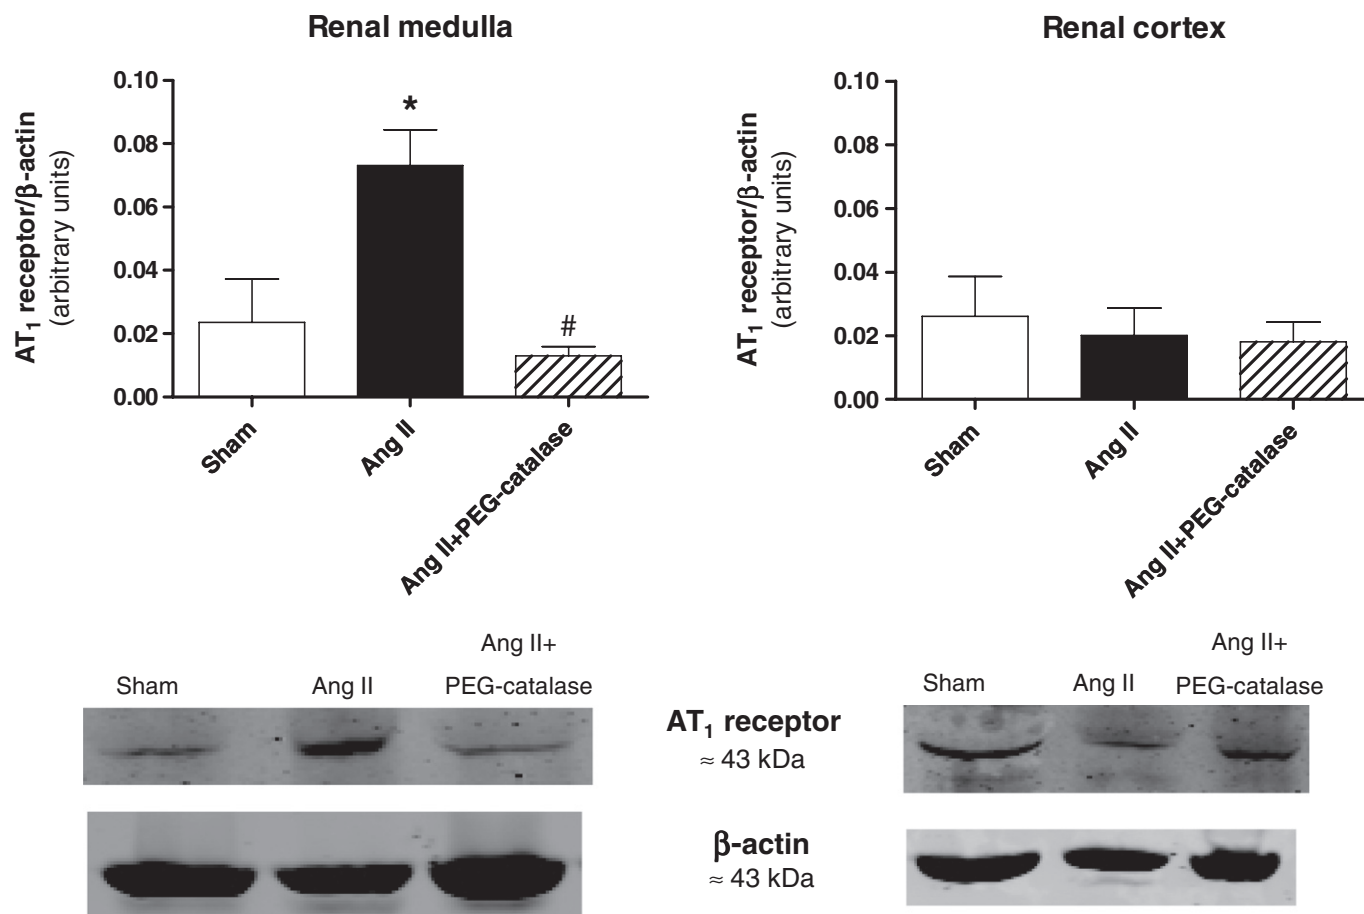 Renal medulla
AT₁ receptor/β-actin
(arbitrary units)
0.10
0.08
0.06
0.04
0.02
0.00
*
#
Sham
Ang II
Ang II+PEG-catalase
Renal cortex
AT₁ receptor/β-actin
(arbitrary units)
0.10
0.08
0.06
0.04
0.02
0.00
Sham
Ang II
Ang II+PEG-catalase
Sham
Ang II
Ang II+
PEG-catalase
AT₁ receptor
≈ 43 kDa
β-actin
≈ 43 kDa
Sham
Ang II
Ang II+
PEG-catalase